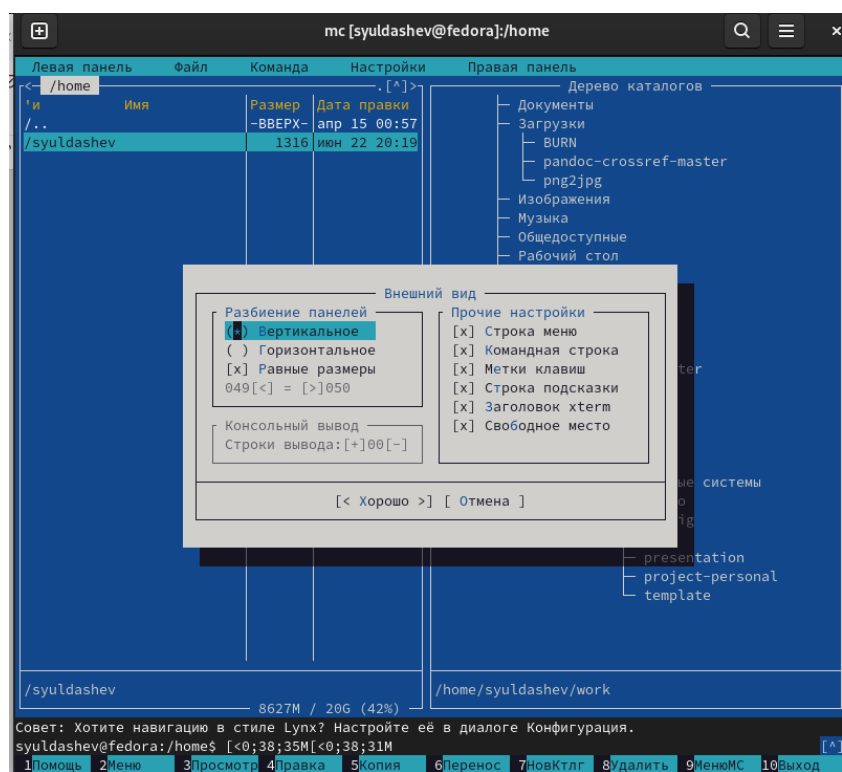 mc [syuldashev@fedora]:/home
Левая панель Файл Команда Настройки Правая панель
<— /home .[^]>
'и Имя Размер Дата правки
/.. -ВВЕРХ- апр 15 00:57
/syuldashev 1316 июн 22 20:19
/syuldashev
8627M / 20G (42%)
Дерево каталогов
Документы
Загрузки
BURN
pandoc-crossref-master
png2jpg
Изображения
Музыка
Общедоступные
Рабочий стол
ter
ые системы
о
ig
presentation
project-personal
template
/home/syuldashev/work
Внешний вид
Разбиение панелей
(*) Вертикальное
( ) Горизонтальное
[x] Равные размеры
049[<] = [>]050
Консольный вывод
Строки вывода:[+]00[-]
Прочие настройки
[x] Строка меню
[x] Командная строка
[x] Метки клавиш
[x] Строка подсказки
[x] Заголовок xterm
[x] Свободное место
[< Хорошо >] [ Отмена ]
Совет: Хотите навигацию в стиле Lynx? Настройте её в диалоге Конфигурация.
syuldashev@fedora:/home$ [<0;38;35M[<0;38;31M [^]
1Помощь 2Меню 3Просмотр 4Правка 5Копия 6Перенос 7НовКтлг 8Удалить 9МенюMC 10Выход